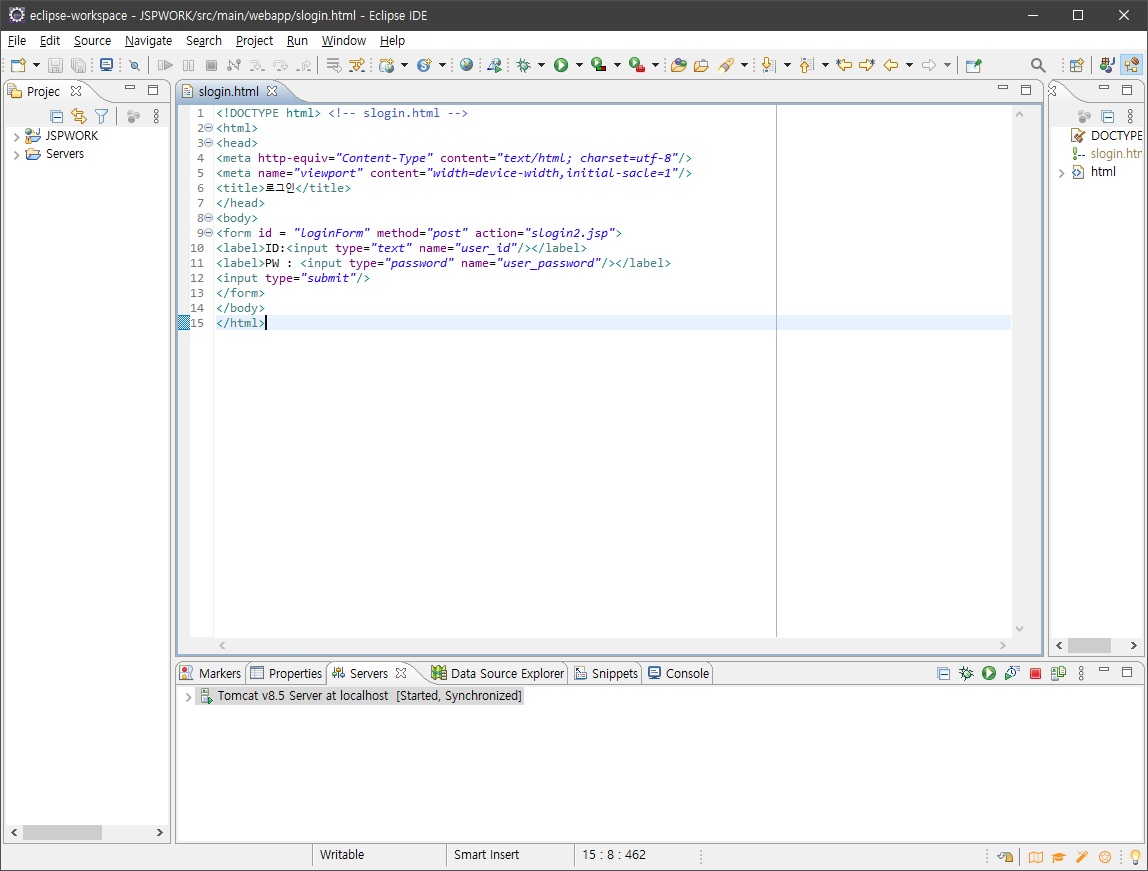 eclipse-workspace - JSPWORK/src/main/webapp/slogin.html - Eclipse IDE
File Edit Source Navigate Search Project Run Window Help
Projec
JSPWORK
Servers
slogin.html
1 <!DOCTYPE html> <!-- slogin.html -->
2 <html>
3 <head>
4 <meta http-equiv="Content-Type" content="text/html; charset=utf-8"/>
5 <meta name="viewport" content="width=device-width,initial-sacle=1"/>
6 <title>로그인</title>
7 </head>
8 <body>
9 <form id = "loginForm" method="post" action="slogin2.jsp">
10 <label>ID:<input type="text" name="user_id"/></label>
11 <label>PW : <input type="password" name="user_password"/></label>
12 <input type="submit"/>
13 </form>
14 </body>
15 </html>
DOCTYPE
slogin.htr
html
Markers Properties Servers Data Source Explorer Snippets Console
Tomcat v8.5 Server at localhost [Started, Synchronized]
Writable Smart Insert 15 : 8 : 462